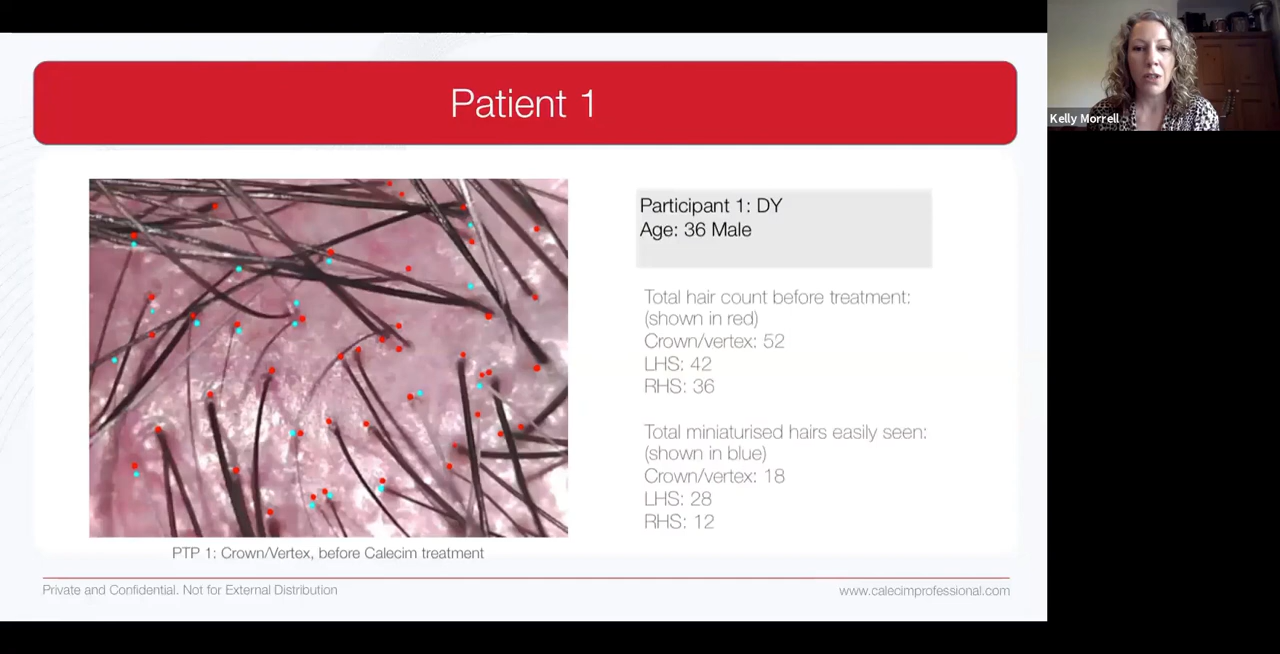 Patient 1
Kelly Morrell
Participant 1: DY
Age: 36 Male
Total hair count before treatment:
(shown in red)
Crown/vertex: 52
LHS: 42
RHS: 36
Total miniaturised hairs easily seen:
(shown in blue)
Crown/vertex: 18
LHS: 28
RHS: 12
PTP 1: Crown/Vertex, before Calecim treatment
Private and Confidential. Not for External Distribution
www.calecimprofessional.com